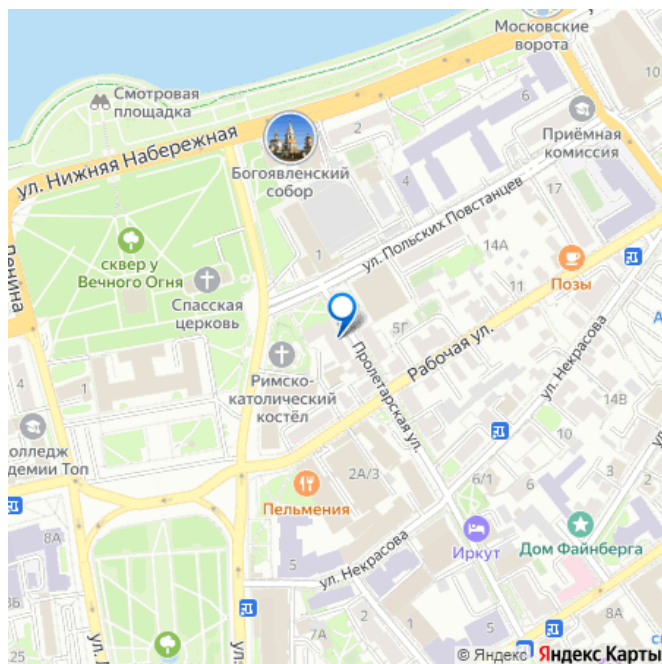 Московские
ворота
10
Смотровая
площадка
6
Приёмная
комиссия
ул. Нижняя Набережная
2
Богоявленский
собор
4
17
ул. Польских Повстанцев
1
14А
сквер у
Вечного Огня
Позы
Спасская
церковь
11
5Г
Рабочая ул.
ул. Некрасова
Пролетарская ул.
4
1
Римско-
католический
костёл
14В
10
2А/3
6/1
Пельмения
Иркут
Дом Файнберга
8А
5
ул. Некрасова
5
2
1
7А
8А
© Яндекс Яндекс Карты